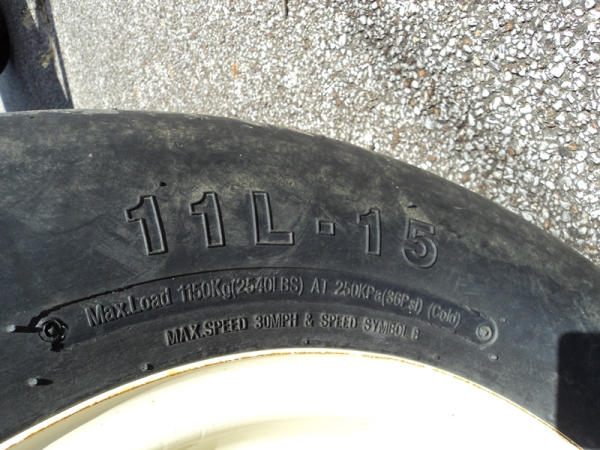 11L-15
Max.Load 1150Kg(2540LBS) AT 250KPa(36Psi) (Cold)
MAX.SPEED 30MPH & SPEED SYMBOL B